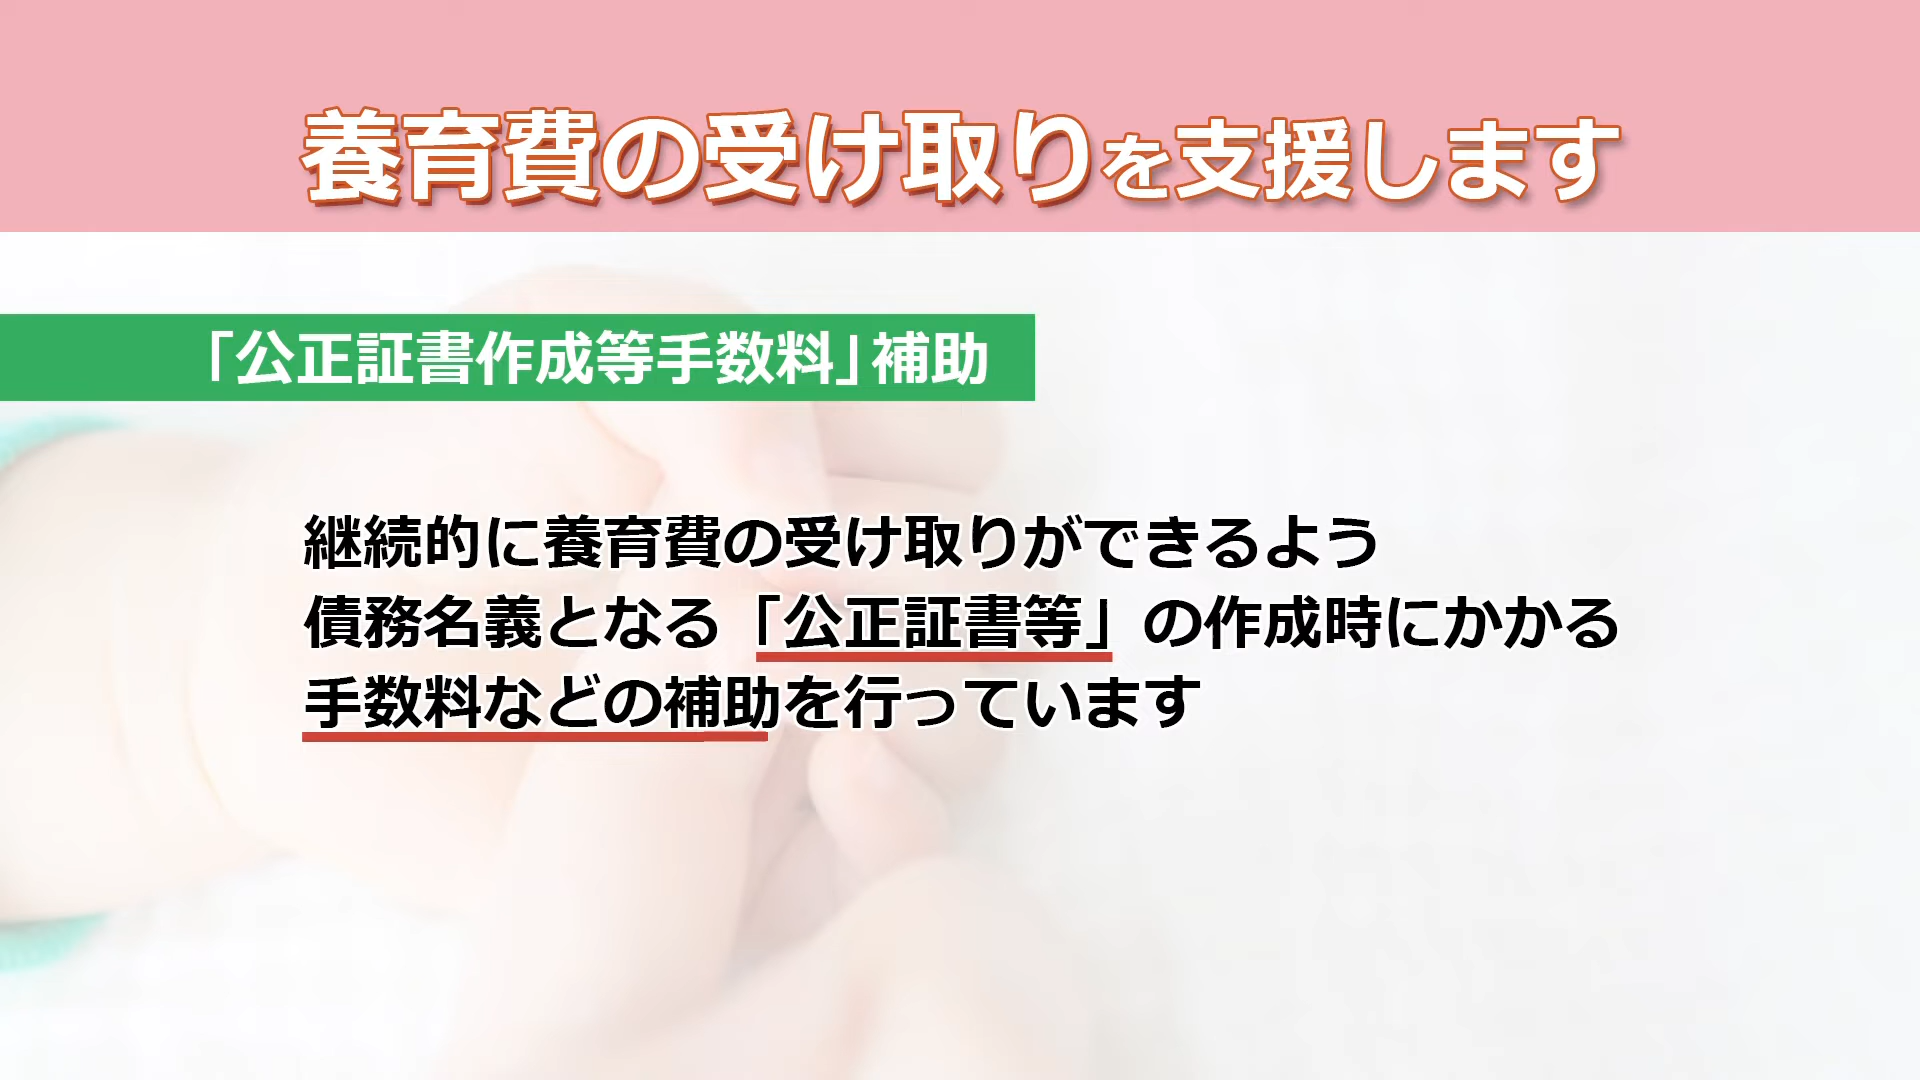 養育費の受け取りを支援します
「公正証書作成等手数料」補助
継続的に養育費の受け取りができるよう
債務名義となる「公正証書等」の作成時にかかる
手数料などの補助を行っています